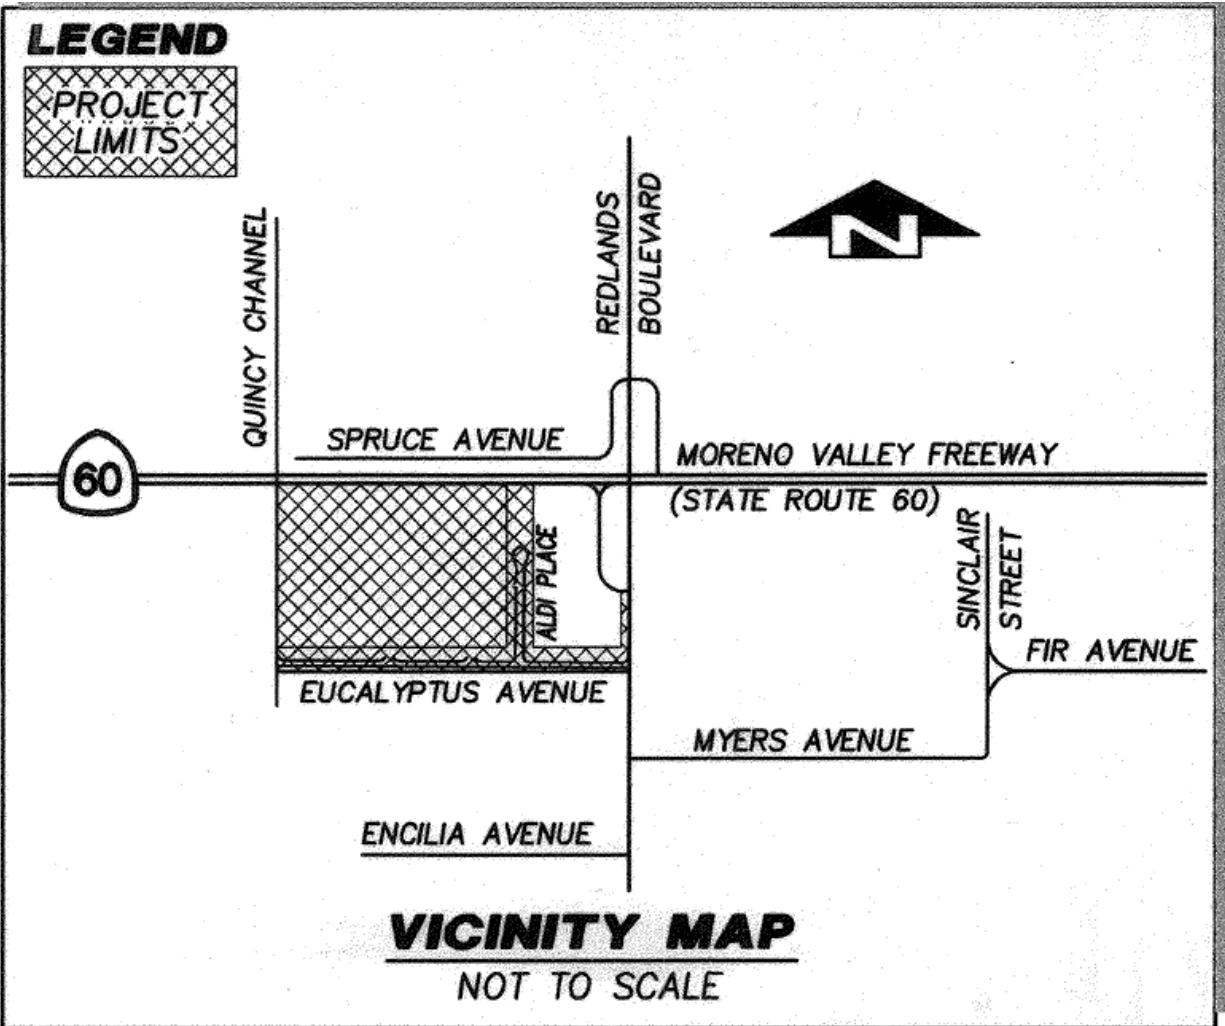 LEGEND
PROJECT
LIMITS
QUINCY CHANNEL
REDLANDS
BOULEVARD
N
SPRUCE AVENUE
MORENO VALLEY FREEWAY
60
(STATE ROUTE 60)
ALDI PLACE
SINCLAIR
STREET
FIR AVENUE
EUCALYPTUS AVENUE
MYERS AVENUE
ENCILIA AVENUE
VICINITY MAP
NOT TO SCALE